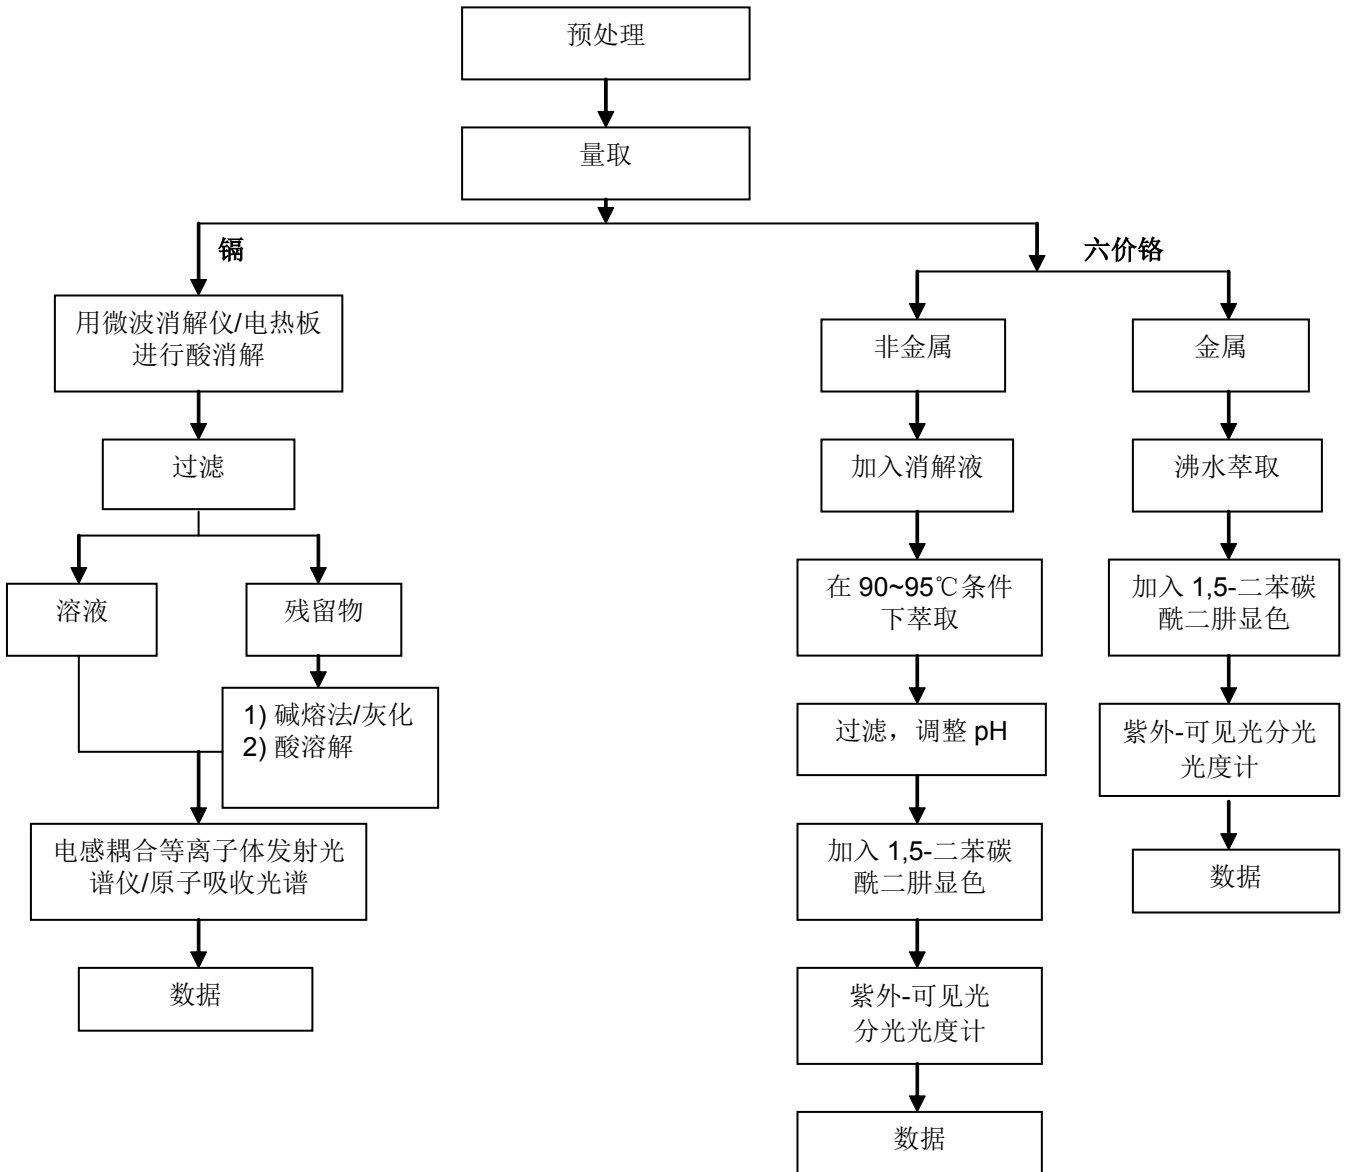 预处理
量取
镉
六价铬
用微波消解仪/电热板
进行酸消解
过滤
溶液
残留物
1) 碱熔法/灰化
2) 酸溶解
电感耦合等离子体发射光
谱仪/原子吸收光谱
数据
非金属
加入消解液
在 90~95℃条件
下萃取
过滤，调整 pH
加入 1,5-二苯碳
酰二肼显色
紫外-可见光
分光光度计
数据
金属
沸水萃取
加入 1,5-二苯碳
酰二肼显色
紫外-可见光分光
光度计
数据